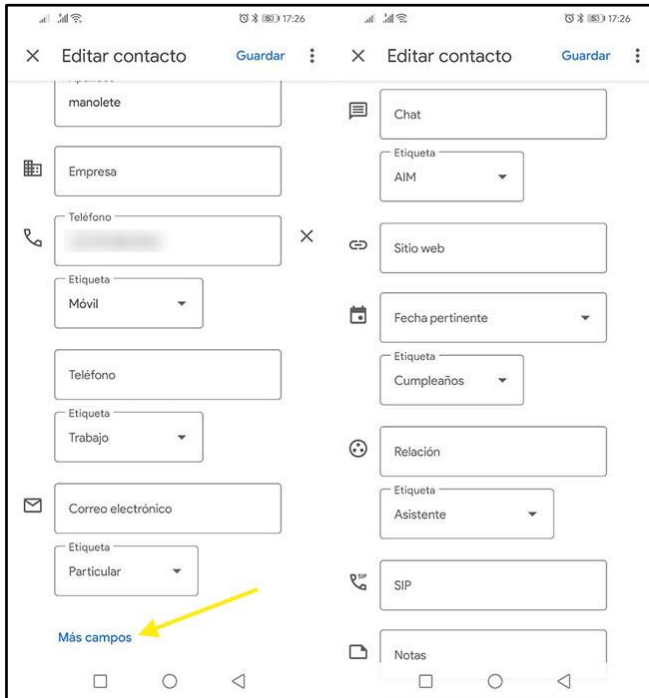 17:26
Editar contacto
Guardar
manolete
Empresa
Teléfono
Etiqueta
Móvil
Teléfono
Etiqueta
Trabajo
Correo electrónico
Etiqueta
Particular
Más campos
17:26
Editar contacto
Guardar
Chat
Etiqueta
AIM
Sitio web
Fecha pertinente
Etiqueta
Cumpleaños
Relación
Etiqueta
Asistente
SIP
SIP
Notas